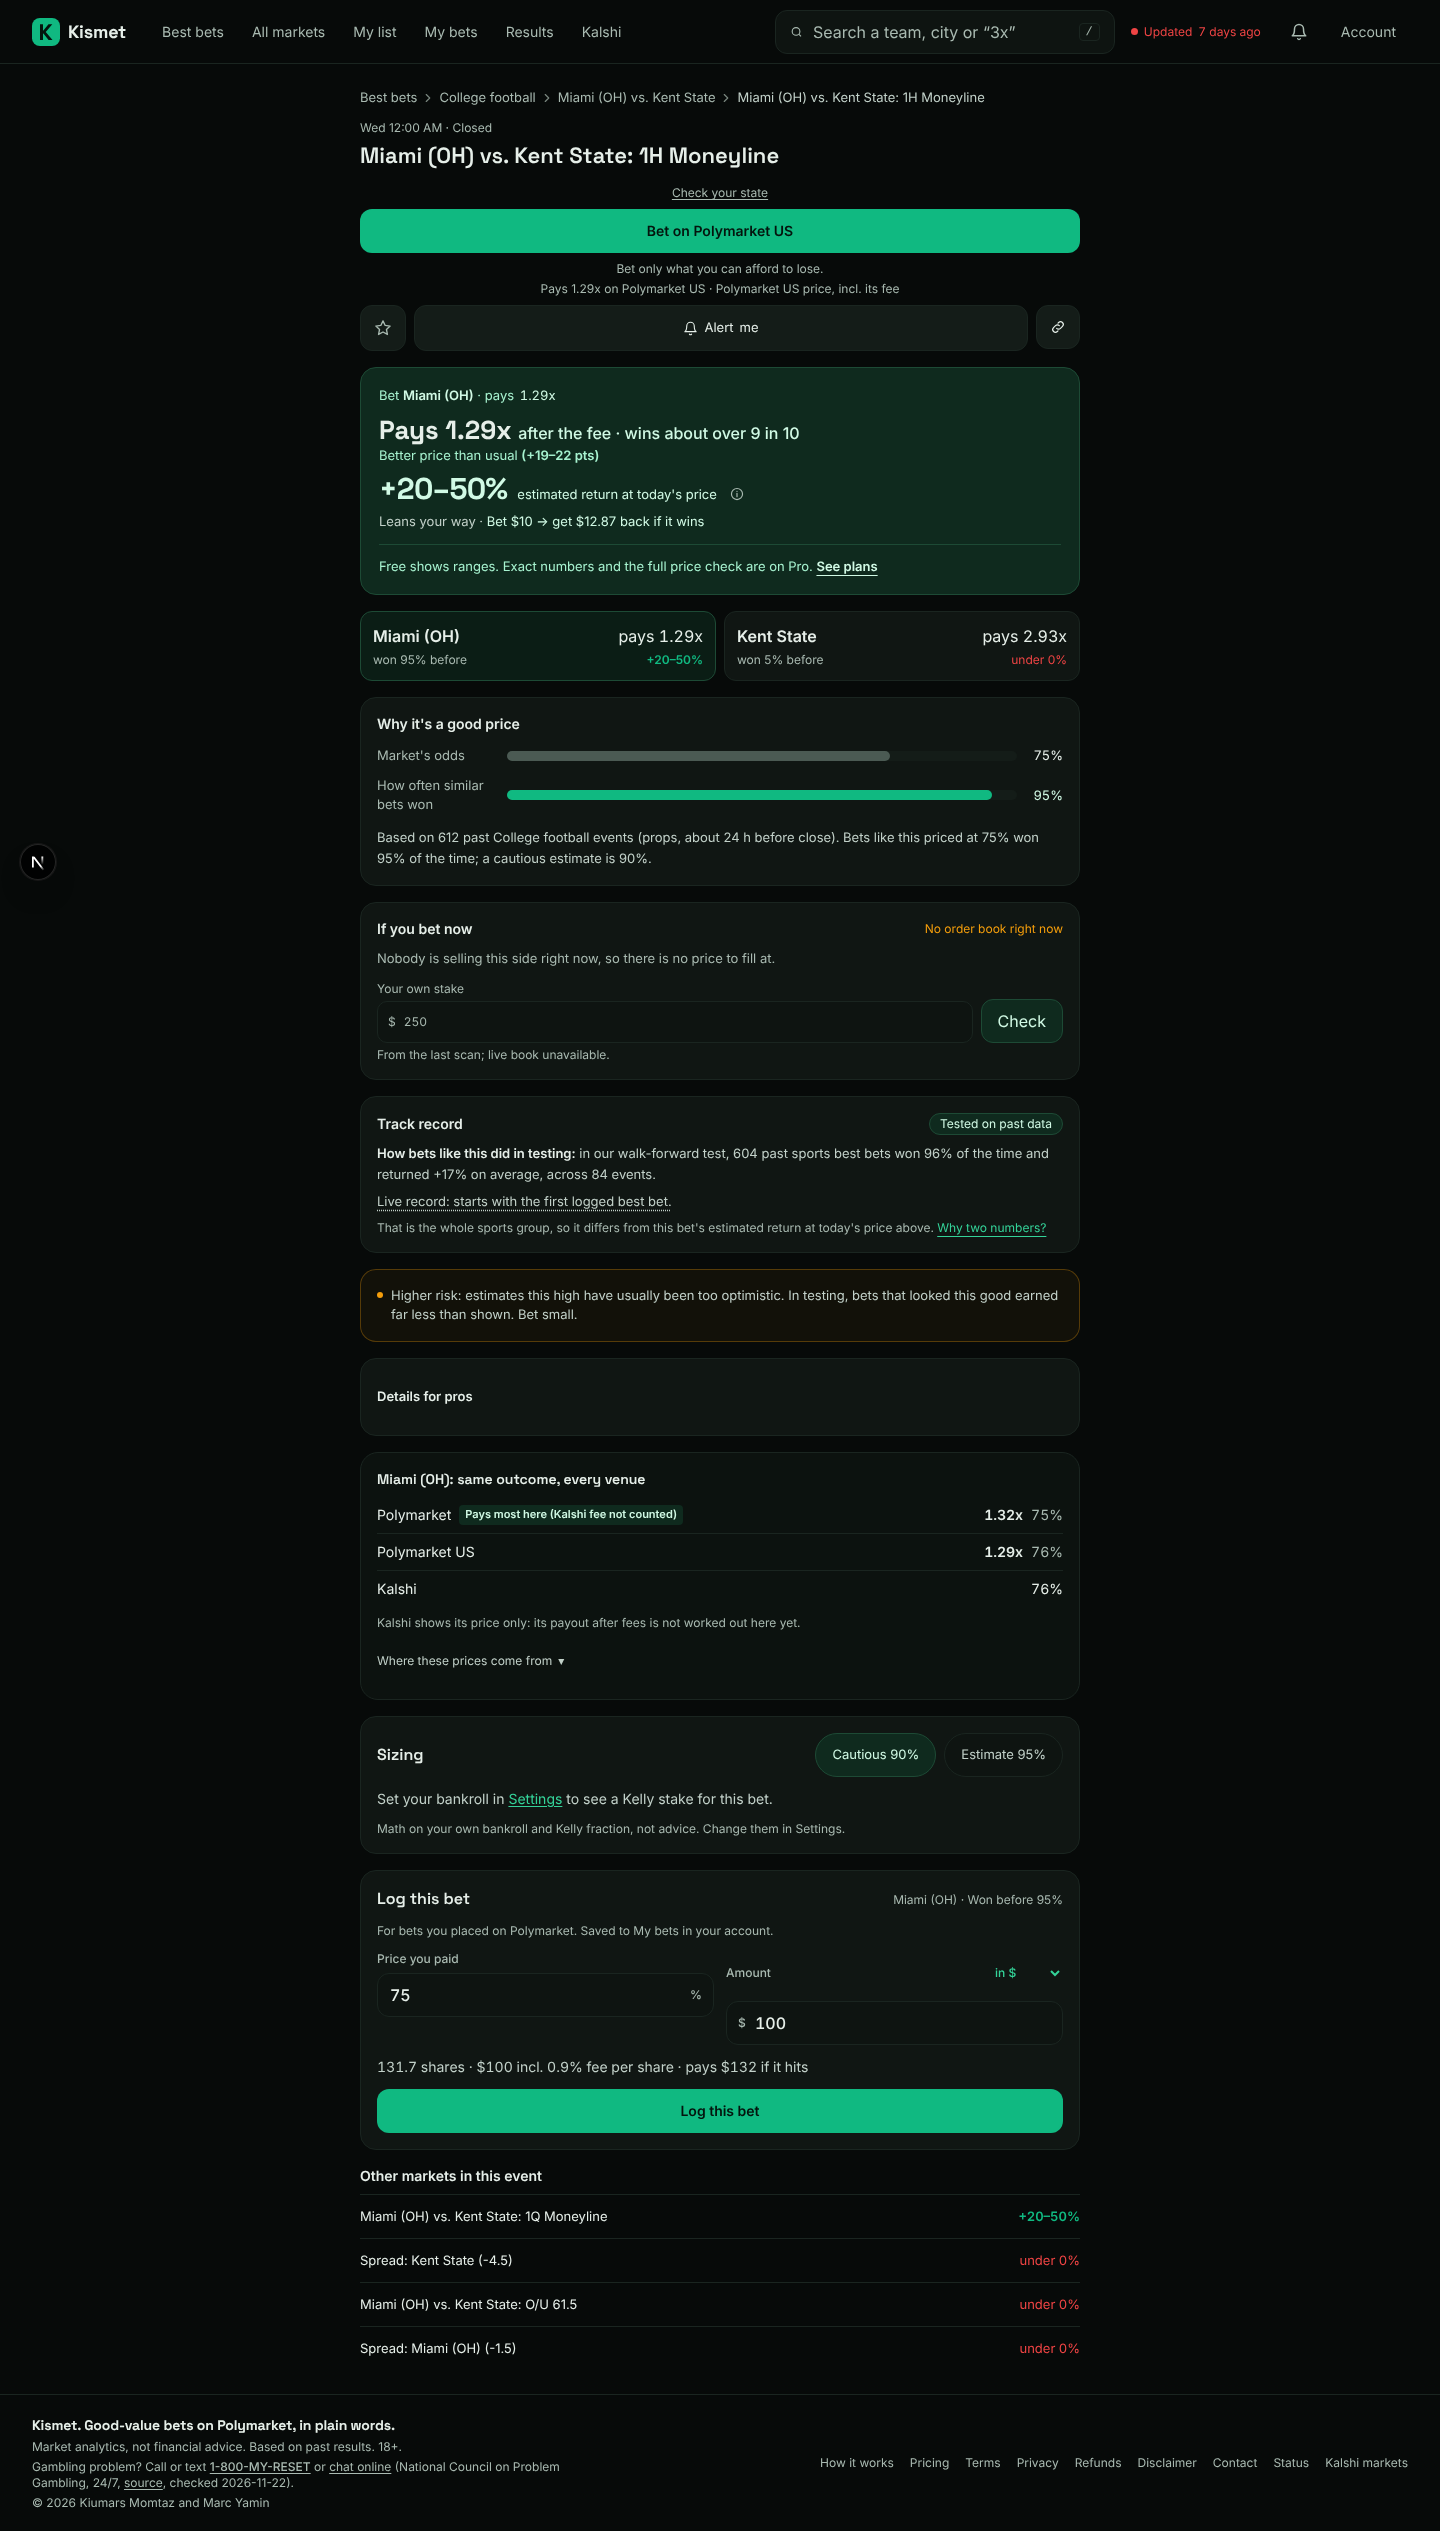 K Kismet
Best bets
All markets
My list
My bets
Results
Kalshi
Search a team, city or “3x”
/
Updated 7 days ago
Account
Best bets > College football > Miami (OH) vs. Kent State > Miami (OH) vs. Kent State: 1H Moneyline
Wed 12:00 AM · Closed
Miami (OH) vs. Kent State: 1H Moneyline
Check your state
Bet on Polymarket US
Bet only what you can afford to lose.
Pays 1.29x on Polymarket US · Polymarket US price, incl. its fee
Alert me
Bet Miami (OH) · pays 1.29x
Pays 1.29x after the fee · wins about over 9 in 10
Better price than usual (+19–22 pts)
+20–50% estimated return at today's price
Leans your way · Bet $10 → get $12.87 back if it wins
Free shows ranges. Exact numbers and the full price check are on Pro. See plans
Miami (OH) pays 1.29x
won 95% before +20–50%
Kent State pays 2.93x
won 5% before under 0%
Why it's a good price
Market's odds 75%
How often similar
bets won
95%
Based on 612 past College football events (props, about 24 h before close). Bets like this priced at 75% won
95% of the time; a cautious estimate is 90%.
N
If you bet now
No order book right now
Nobody is selling this side right now, so there is no price to fill at.
Your own stake
$ 250
Check
From the last scan; live book unavailable.
Track record
Tested on past data
How bets like this did in testing: in our walk-forward test, 604 past sports best bets won 96% of the time and
returned +17% on average, across 84 events.
Live record: starts with the first logged best bet.
That is the whole sports group, so it differs from this bet's estimated return at today's price above. Why two numbers?
Higher risk: estimates this high have usually been too optimistic. In testing, bets that looked this good earned
far less than shown. Bet small.
Details for pros
Miami (OH): same outcome, every venue
Polymarket Pays most here (Kalshi fee not counted) 1.32x 75%
Polymarket US 1.29x 76%
Kalshi 76%
Kalshi shows its price only: its payout after fees is not worked out here yet.
Where these prices come from ▾
Sizing
Cautious 90%
Estimate 95%
Set your bankroll in Settings to see a Kelly stake for this bet.
Math on your own bankroll and Kelly fraction, not advice. Change them in Settings.
Log this bet
Miami (OH) · Won before 95%
For bets you placed on Polymarket. Saved to My bets in your account.
Price you paid
75 %
Amount
in $
$ 100
131.7 shares · $100 incl. 0.9% fee per share · pays $132 if it hits
Log this bet
Other markets in this event
Miami (OH) vs. Kent State: 1Q Moneyline +20–50%
Spread: Kent State (-4.5) under 0%
Miami (OH) vs. Kent State: O/U 61.5 under 0%
Spread: Miami (OH) (-1.5) under 0%
Kismet. Good-value bets on Polymarket, in plain words.
Market analytics, not financial advice. Based on past results. 18+.
Gambling problem? Call or text 1-800-MY-RESET or chat online (National Council on Problem
Gambling, 24/7, source, checked 2026-11-22).
© 2026 Kiumars Momtaz and Marc Yamin
How it works
Pricing
Terms
Privacy
Refunds
Disclaimer
Contact
Status
Kalshi markets